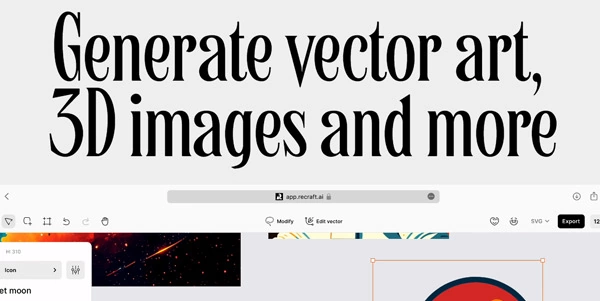 Generate vector art,
3D images and more
app.recraft.ai
Modify
Edit vector
SVG
Export
12
H 310
Icon
et moon